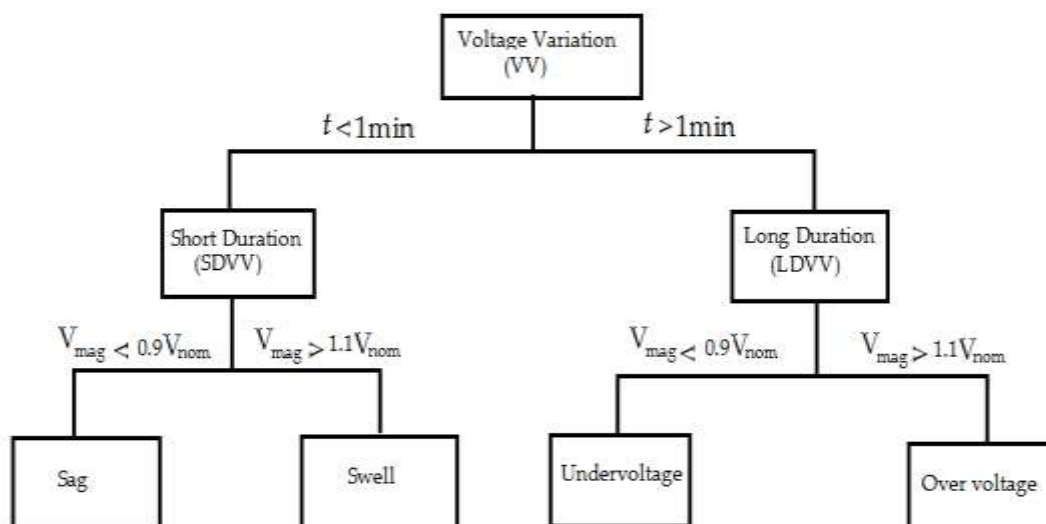 Voltage Variation
(VV)
t<1min
t>1min
Short Duration
(SDVV)
Long Duration
(LDVV)
Vmag < 0.9Vnom
Vmag > 1.1Vnom
Vmag < 0.9Vnom
Vmag > 1.1Vnom
Sag
Swell
Undervoltage
Over voltage